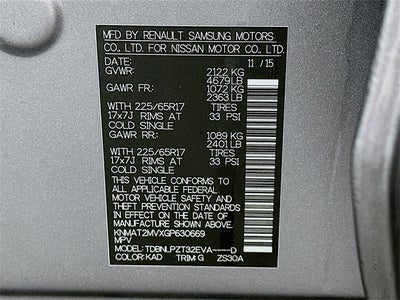 MFD BY RENAULT SAMSUNG MOTORS
CO., LTD. FOR NISSAN MOTOR CO., LTD.
DATE: 11 / 15
GVWR: 2122 KG
4679 LB
GAWR FR: 1072 KG
2363 LB
WITH 225/65R17 TIRES
17x7J RIMS AT 33 PSI
COLD SINGLE
GAWR RR: 1089 KG
2401 LB
WITH 225/65R17 TIRES
17x7J RIMS AT 33 PSI
COLD SINGLE
THIS VEHICLE CONFORMS TO
ALL APPLICABLE FEDERAL
MOTOR VEHICLE SAFETY AND
THEFT PREVENTION STANDARDS
IN EFFECT ON THE DATE OF
MANUFACTURE SHOWN ABOVE
KNMAT2MVXGP630669
MPV
MODEL: TDBNLPZT32EVA----D
COLOR: KAD TRIM: G ZS30A